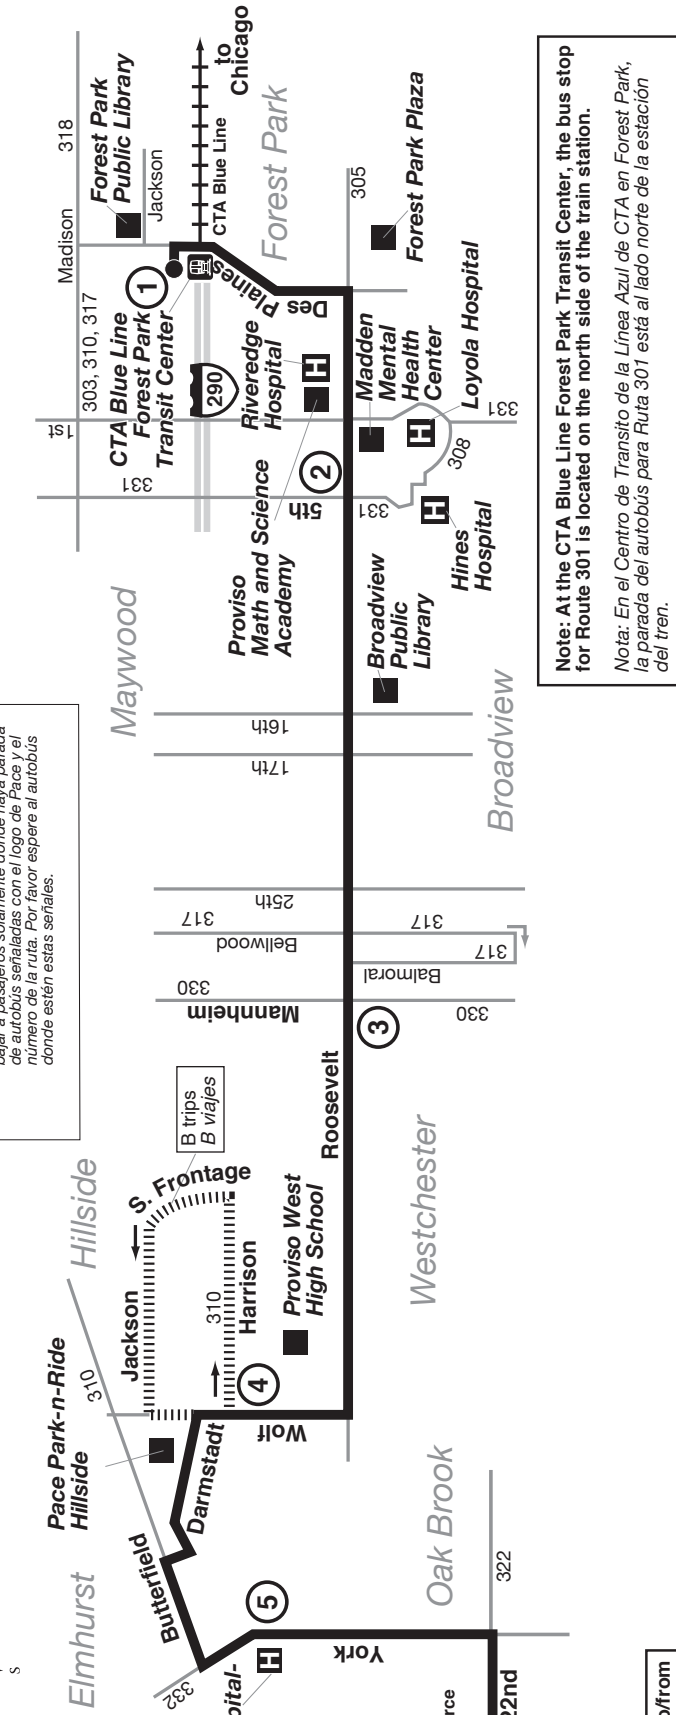 318
Madison
303, 310, 317
Forest Park
Public Library
Jackson
to
Chicago
CTA Blue Line
Forest Park
1
CTA Blue Line
Forest Park
Transit Center
290
Des
Plaines
305
Forest Park Plaza
Riveredge
Hospital
H
Madden
Mental
Health
Center
Loyola Hospital
H
1st
331
308
331
2
5th
331
Hines
Hospital
H
Proviso
Math and Science
Academy
Maywood
Broadview
Public
Library
16th
17th
Broadview
25th
317
Bellwood
317
317
Balmoral
330
Mannheim
330
3
Roosevelt
bajar a pasajeros solamente donde haya parada
de autobús señaladas con el logo de Pace y el
número de la ruta. Por favor espere al autobús
donde estén estas señales.
Hillside
B trips
B viajes
S. Frontage
Jackson
310
Harrison
Proviso West
High School
Westchester
4
Wolf
310
Pace Park-n-Ride
Hillside
Darmstadt
Butterfield
Elmhurst
Oak Brook
322
5
York
332
H
22nd
Note: At the CTA Blue Line Forest Park Transit Center, the bus stop
for Route 301 is located on the north side of the train station.
Nota: En el Centro de Transito de la Línea Azul de CTA en Forest Park,
la parada del autobús para Ruta 301 está al lado norte de la estación
del tren.